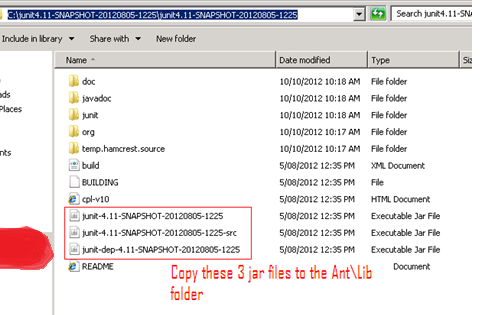 C:\junit4.11-SNAPSHOT-20120805-1225\junit4.11-SNAPSHOT-20120805-1225
Search junit4.11-SN
Include in library Share with New folder
Name Date modified Type Siz
doc 10/10/2012 10:18 AM File folder
javadoc 10/10/2012 10:18 AM File folder
junit 10/10/2012 10:18 AM File folder
org 10/10/2012 10:17 AM File folder
temp.hamcrest.source 10/10/2012 10:17 AM File folder
build 5/08/2012 12:35 PM XML Document
BUILDING 5/08/2012 12:35 PM File
cpl-v10 5/08/2012 12:35 PM HTML Document
junit-4.11-SNAPSHOT-20120805-1225 5/08/2012 12:35 PM Executable Jar File
junit-4.11-SNAPSHOT-20120805-1225-src 5/08/2012 12:35 PM Executable Jar File
junit-dep-4.11-SNAPSHOT-20120805-1225 5/08/2012 12:35 PM Executable Jar File
README Document
ads
Places
nts
Copy these 3 jar files to the Ant\Lib
folder